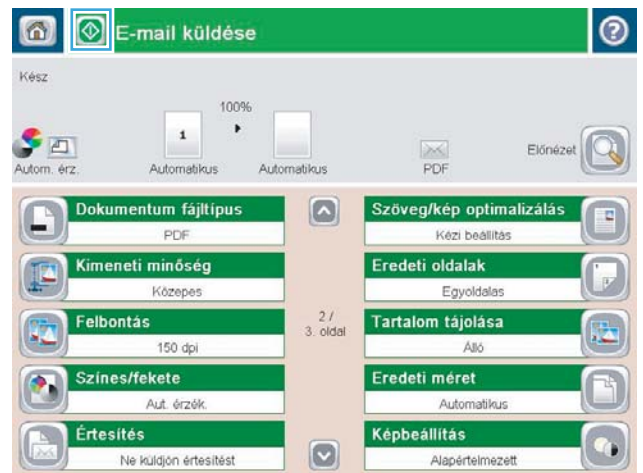 E-mail küldése
Kész
100%
1
Autom. érz.
Automatikus
Automatikus
PDF
Előnézet
Dokumentum fájltípus
PDF
Kimeneti minőség
Közepes
Felbontás
150 dpi
Színes/fekete
Aut. érzék.
Értesítés
Ne küldjön értesítést
2 /
3. oldal
Szöveg/kép optimalizálás
Kézi beállítás
Eredeti oldalak
Egyoldalas
Tartalom tájolása
Álló
Eredeti méret
Automatikus
Képbeállítás
Alapértelmezett